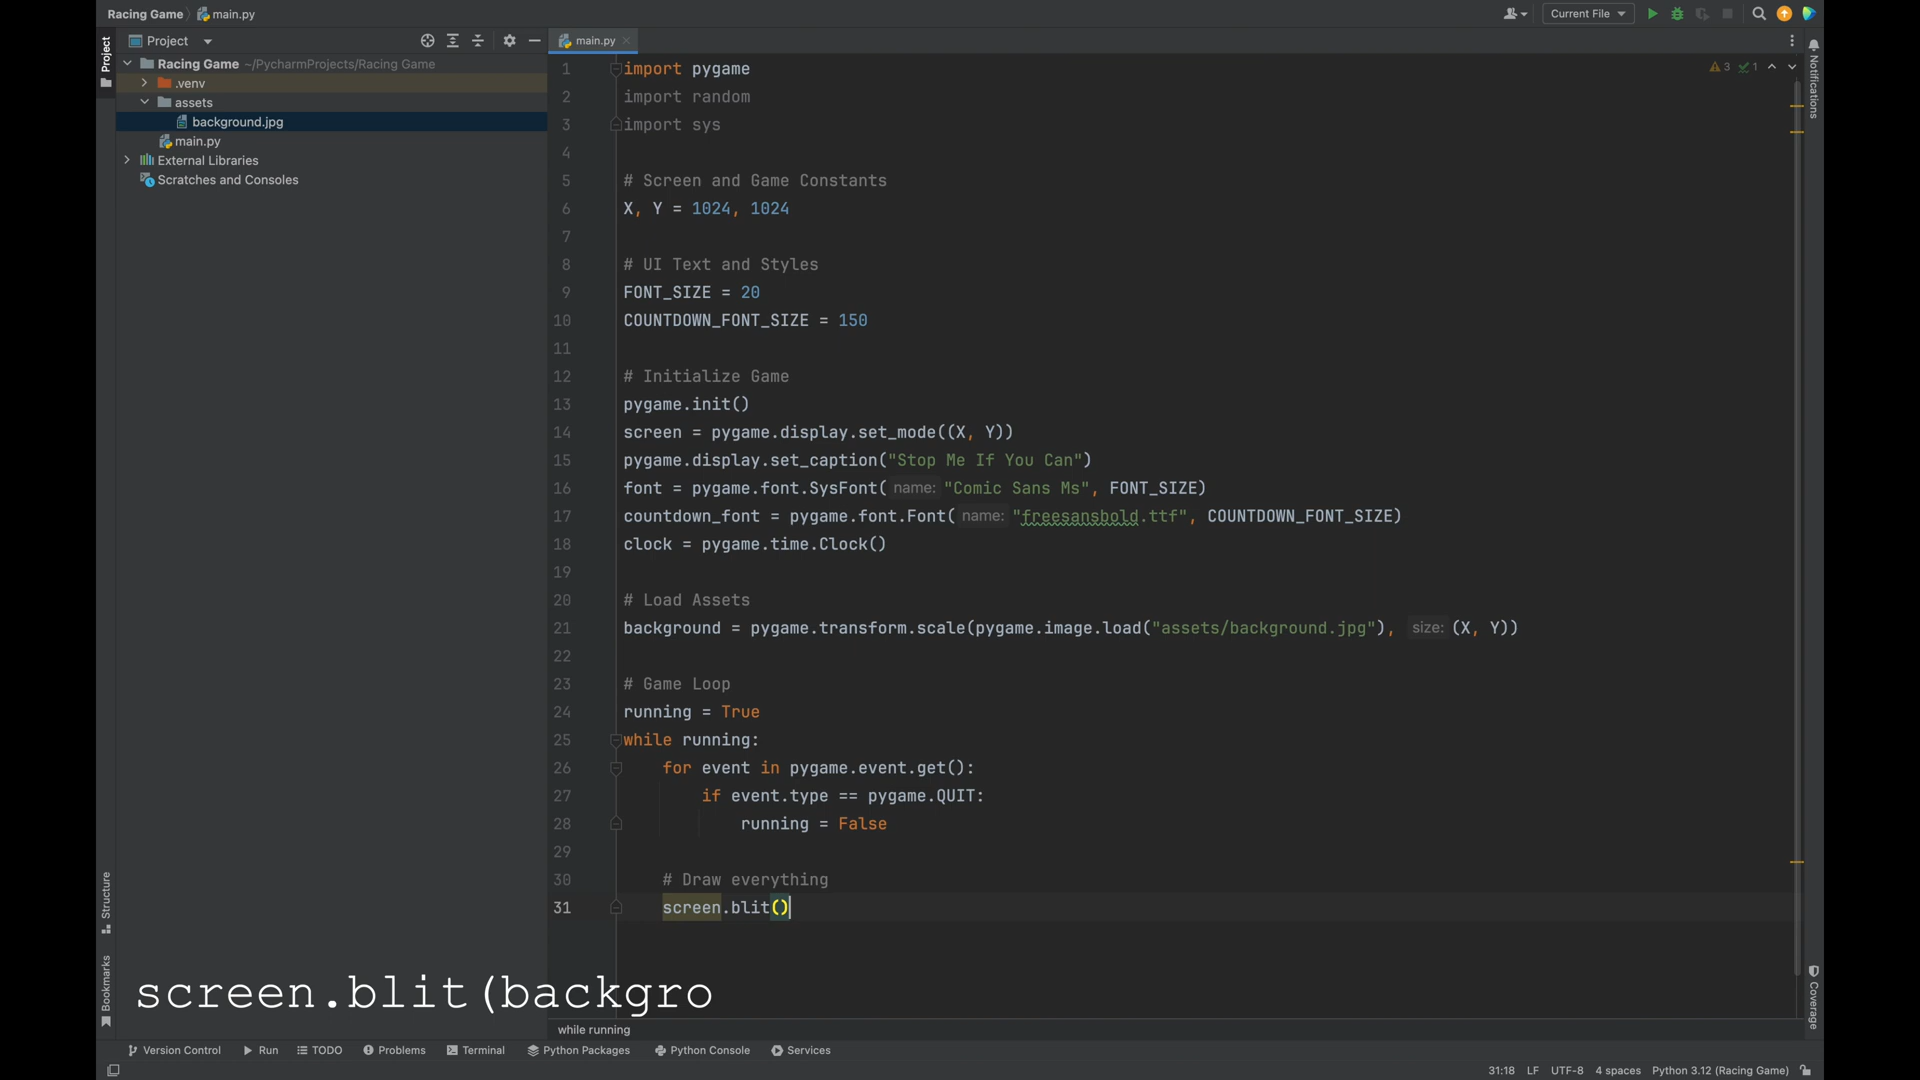 Racing Game main.py
Current File
Project
main.py
Project
Racing Game ~/PycharmProjects/Racing Game
.venv
assets
background.jpg
main.py
External Libraries
Scratches and Consoles
3 1
Notifications
1 import pygame
2 import random
3 import sys
4
5 # Screen and Game Constants
6 X, Y = 1024, 1024
7
8 # UI Text and Styles
9 FONT_SIZE = 20
10 COUNTDOWN_FONT_SIZE = 150
11
12 # Initialize Game
13 pygame.init()
14 screen = pygame.display.set_mode((X, Y))
15 pygame.display.set_caption("Stop Me If You Can")
16 font = pygame.font.SysFont( name: "Comic Sans Ms", FONT_SIZE)
17 countdown_font = pygame.font.Font( name: "freesansbold.ttf", COUNTDOWN_FONT_SIZE)
18 clock = pygame.time.Clock()
19
20 # Load Assets
21 background = pygame.transform.scale(pygame.image.load("assets/background.jpg"), size: (X, Y))
22
23 # Game Loop
24 running = True
25 while running:
26 for event in pygame.event.get():
27 if event.type == pygame.QUIT:
28 running = False
29
30 # Draw everything
31 screen.blit()
Structure
Bookmarks
Coverage
screen.blit(backgro
while running
Version Control Run TODO Problems Terminal Python Packages Python Console Services
31:18 LF UTF-8 4 spaces Python 3.12 (Racing Game)